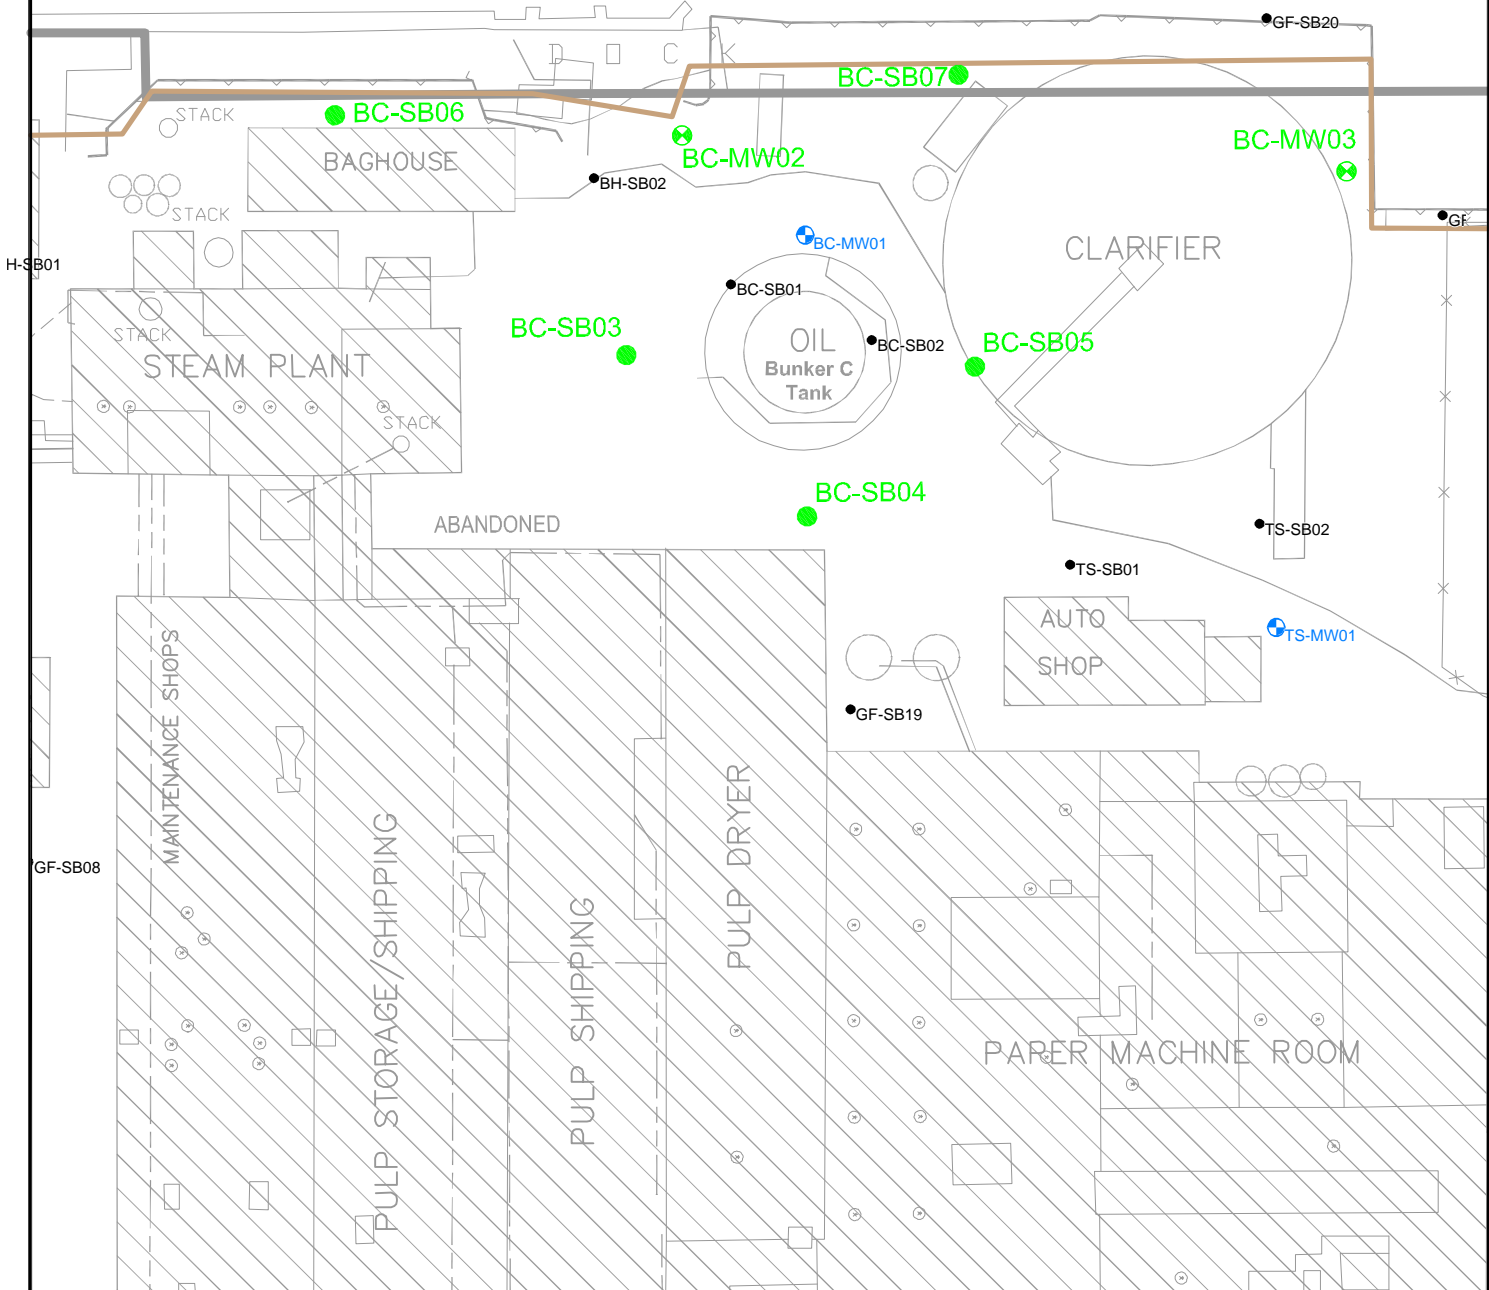 GF-SB20
D O C K
BC-SB07
BC-SB06
STACK
BC-MW03
BC-MW02
BAGHOUSE
BH-SB02
STACK
GF
BC-MW01
CLARIFIER
H-SB01
BC-SB01
BC-SB03
STACK
OIL
BC-SB02
BC-SB05
STEAM PLANT
Bunker C
Tank
STACK
BC-SB04
ABANDONED
TS-SB02
TS-SB01
AUTO
SHOP
TS-MW01
MAINTENANCE SHOPS
GF-SB19
PULP DRYER
GF-SB08
PULP STORAGE/SHIPPING
PULP SHIPPING
PAPER MACHINE ROOM